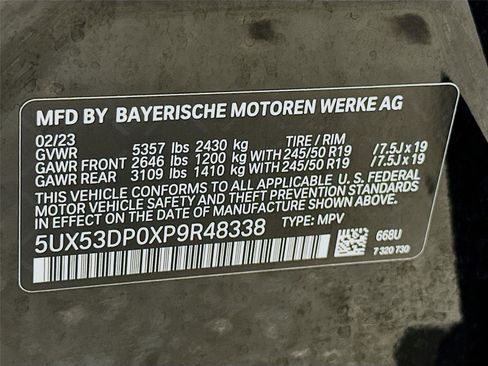 MFD BY BAYERISCHE MOTOREN WERKE AG
02/23
GVWR 5357 lbs 2430 kg TIRE / RIM
GAWR FRONT 2646 lbs 1200 kg WITH 245/50 R19 /7.5J x 19
GAWR REAR 3109 lbs 1410 kg WITH 245/50 R19 /7.5J x 19
THIS VEHICLE CONFORMS TO ALL APPLICABLE U. S. FEDERAL
MOTOR VEHICLE SAFETY AND THEFT PREVENTION STANDARDS
IN EFFECT ON THE DATE OF MANUFACTURE SHOWN ABOVE.
5UX53DP0XP9R48338 TYPE: MPV
668U
7 320 730